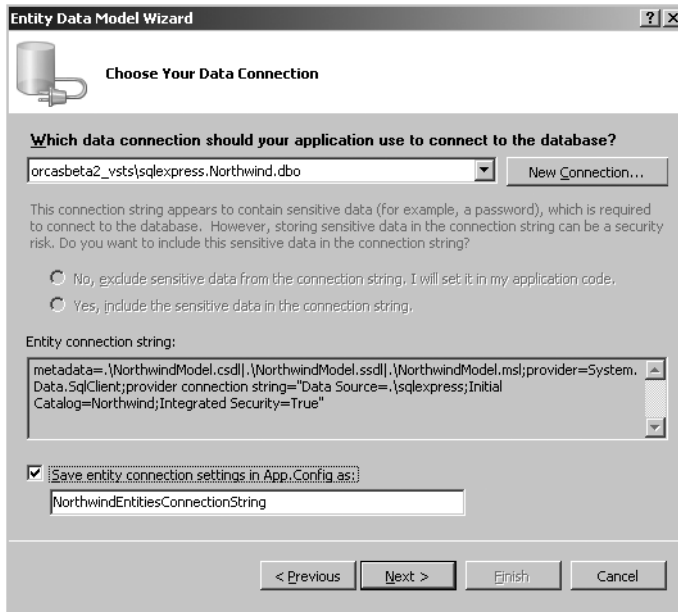 Entity Data Model Wizard
Choose Your Data Connection
Which data connection should your application use to connect to the database?
orcasbeta2_vsts\sqlexpress.Northwind.dbo
New Connection...
This connection string appears to contain sensitive data (for example, a password), which is required
to connect to the database. However, storing sensitive data in the connection string can be a security
risk. Do you want to include this sensitive data in the connection string?
No, exclude sensitive data from the connection string. I will set it in my application code.
Yes, include the sensitive data in the connection string.
Entity connection string:
metadata=.\NorthwindModel.csdl|.\NorthwindModel.ssdl|.\NorthwindModel.msl;provider=System.
Data.SqlClient;provider connection string="Data Source=.\sqlexpress;Initial
Catalog=Northwind;Integrated Security=True"
Save entity connection settings in App.Config as:
NorthwindEntitiesConnectionString
< Previous
Next >
Finish
Cancel